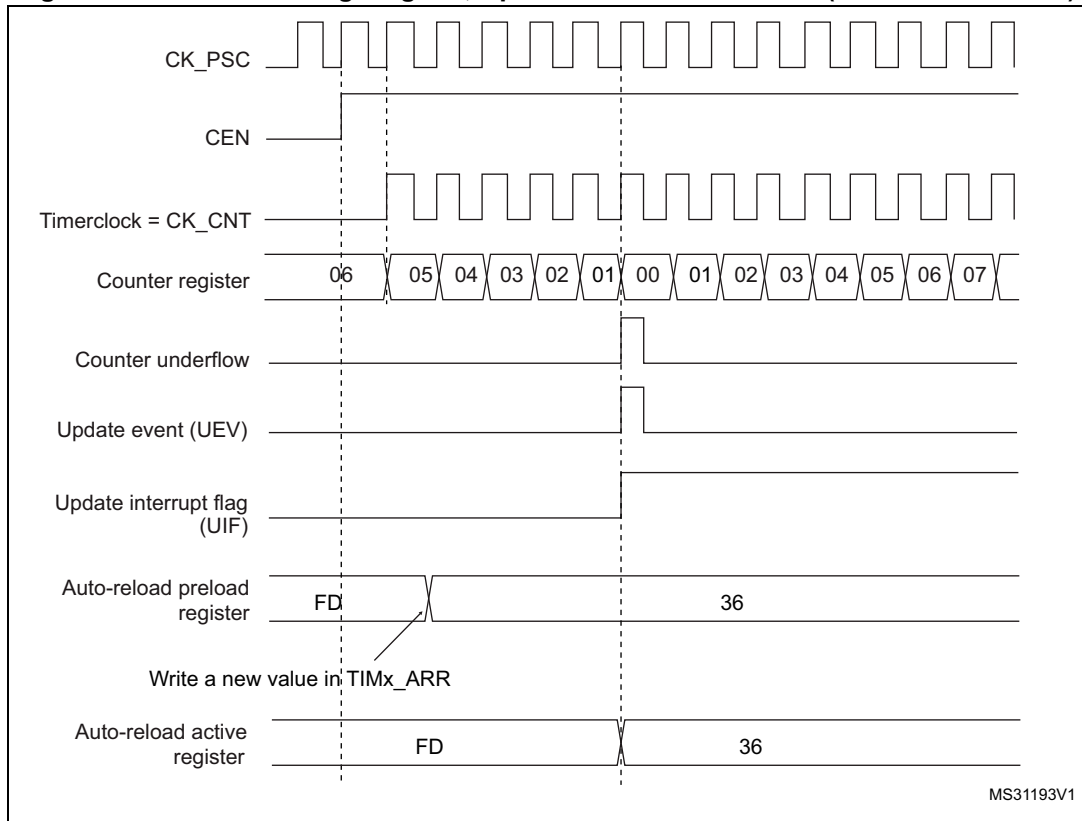 CK_PSC
CEN
Timerclock = CK_CNT
Counter register 06 05 04 03 02 01 00 01 02 03 04 05 06 07
Counter underflow
Update event (UEV)
Update interrupt flag
(UIF)
Auto-reload preload
register
FD 36
Write a new value in TIMx_ARR
Auto-reload active
register
FD 36
MS31193V1